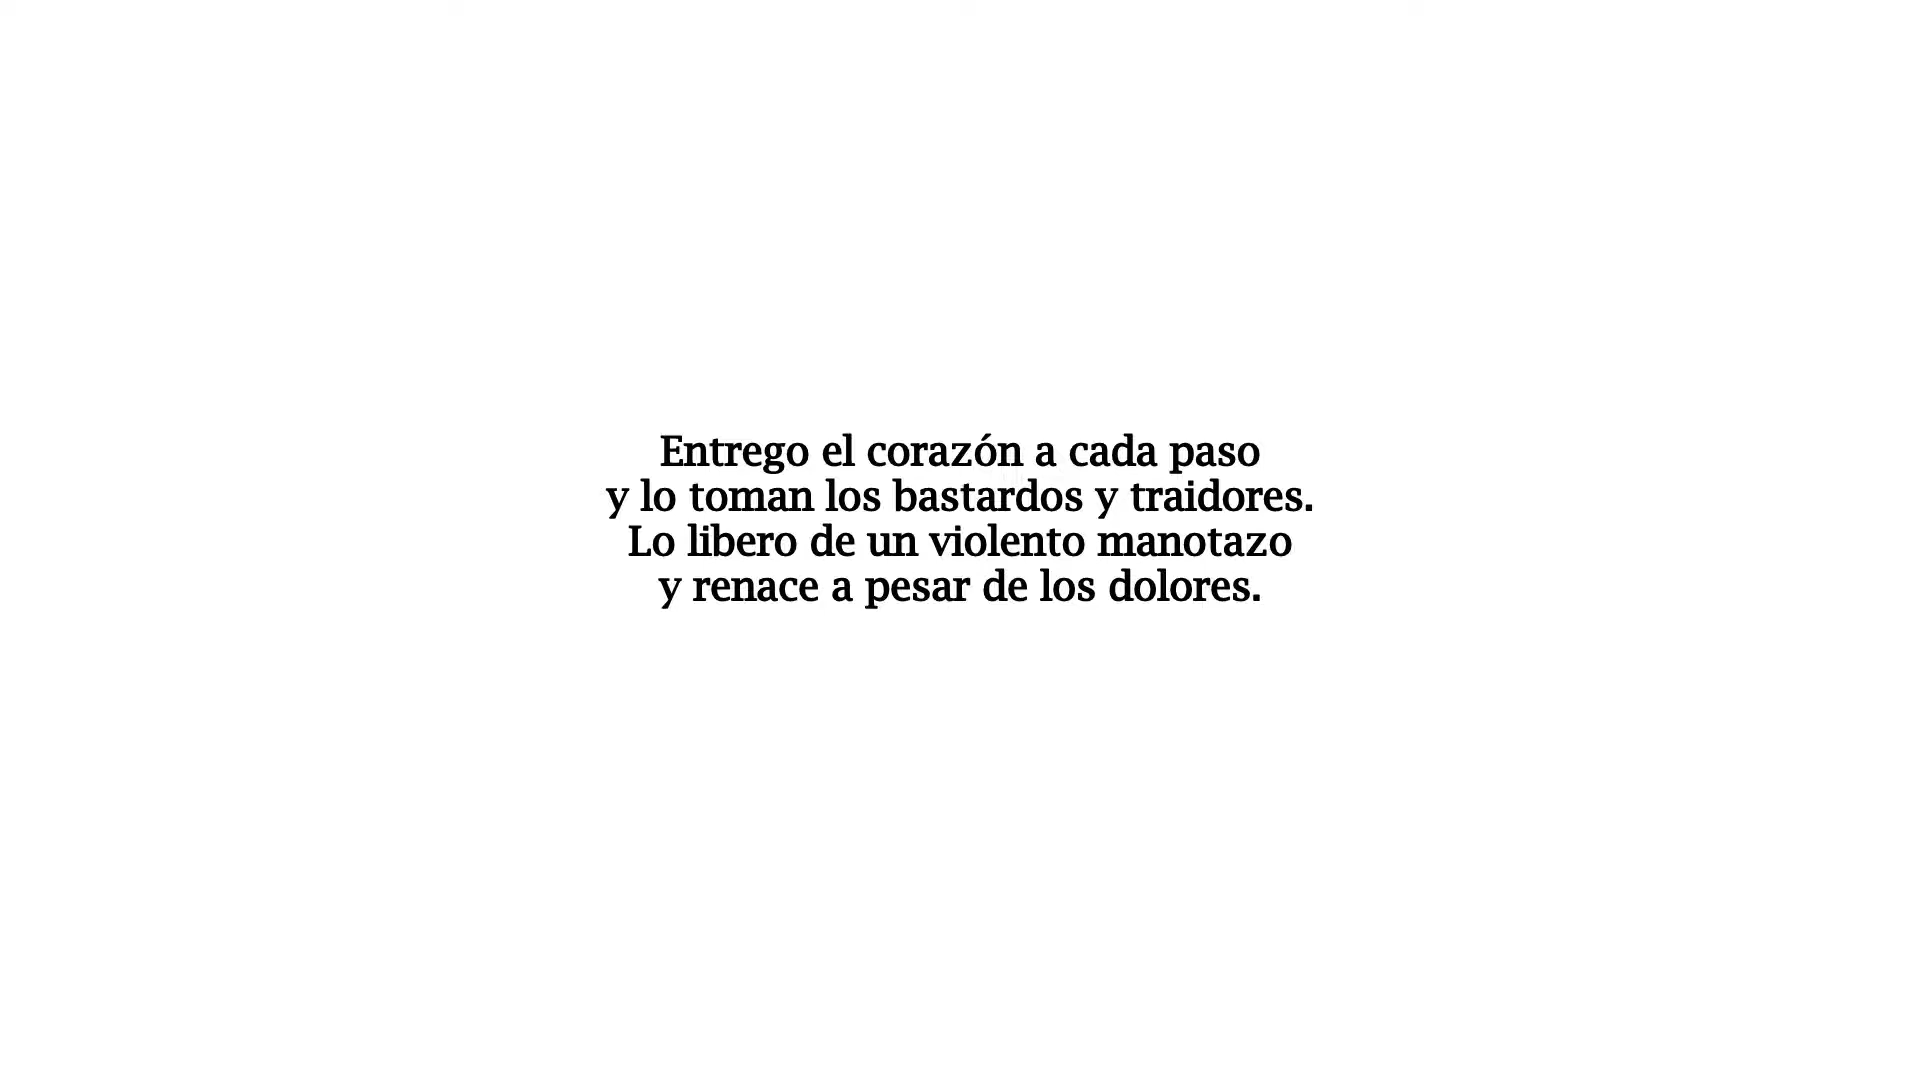 Entrego el corazón a cada paso
y lo toman los bastardos y traidores.
Lo libero de un violento manotazo
y renace a pesar de los dolores.